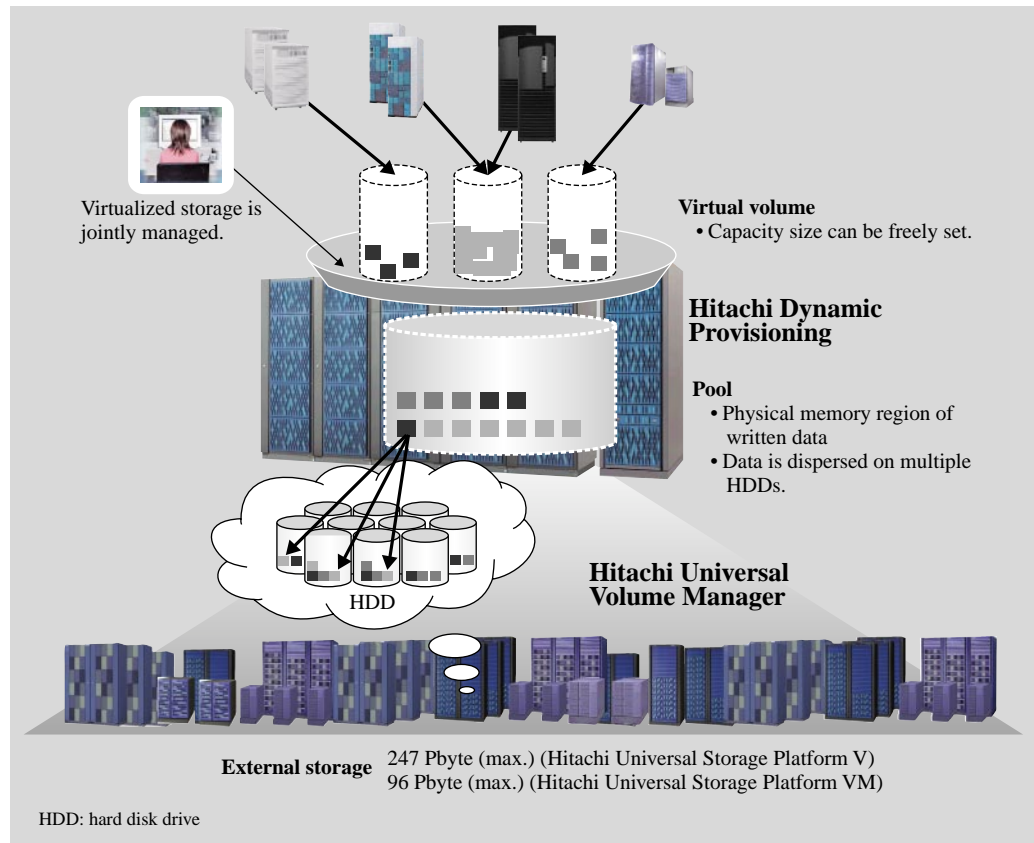 Virtualized storage is
jointly managed.
Virtual volume
• Capacity size can be freely set.
Hitachi Dynamic
Provisioning
Pool
• Physical memory region of
written data
• Data is dispersed on multiple
HDDs.
HDD
Hitachi Universal
Volume Manager
External storage 247 Pbyte (max.) (Hitachi Universal Storage Platform V)
96 Pbyte (max.) (Hitachi Universal Storage Platform VM)
HDD: hard disk drive